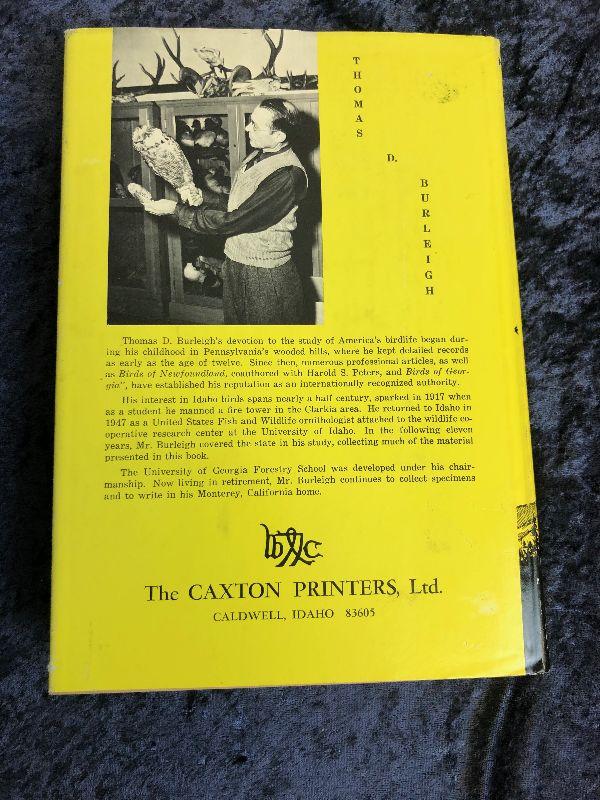 THOMAS
D.
BURLEIGH
Thomas D. Burleigh's devotion to the study of America's birdlife began dur-
ing his childhood in Pennsylvania's wooded hills, where he kept detailed records
as early as the age of twelve. Since then, numerous professional articles, as well
as Birds of Newfoundland, coauthored with Harold S. Peters, and Birds of Geor-
gia", have established his reputation as an internationally recognized authority.
His interest in Idaho birds spans nearly a half century, sparked in 1917 when
as a student he manned a fire tower in the Clarkia area. He returned to Idaho in
1947 as a United States Fish and Wildlife ornithologist attached to the wildlife co-
operative research center at the University of Idaho. In the following eleven
years, Mr. Burleigh covered the state in his study, collecting much of the material
presented in this book.
The University of Georgia Forestry School was developed under his chair-
manship. Now living in retirement, Mr. Burleigh continues to collect specimens
and to write in his Monterey, California home.
The CAXTON PRINTERS, Ltd.
CALDWELL, IDAHO 83605